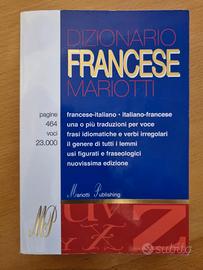 DIZIONARIO
FRANCESE
MARIOTTI
pagine
464
voci
23.000
francese-italiano • italiano-francese
una o più traduzioni per voce
frasi idiomatiche e verbi irregolari
il genere di tutti i lemmi
usi figurati e fraseologici
nuovissima edizione
Mariotti Publishing
MP
subito